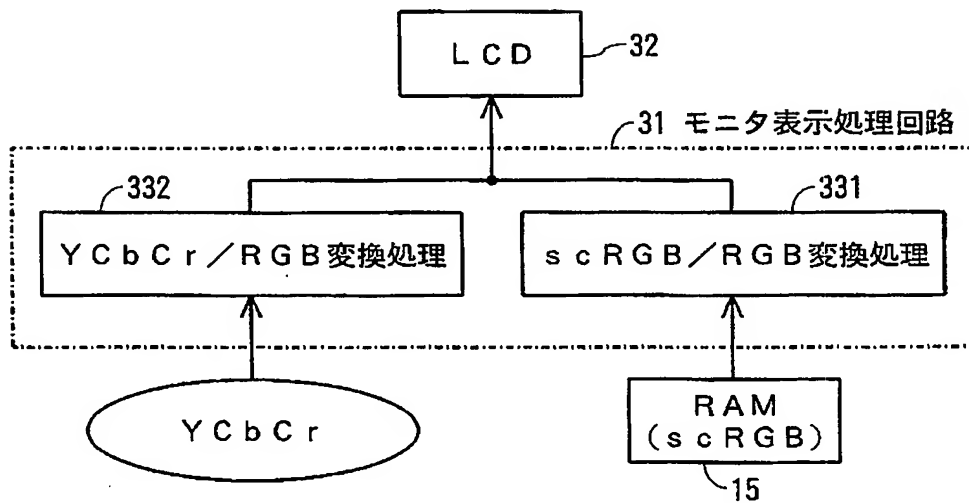 LCD
32
31 モニタ表示処理回路
332
331
YCbCr/RGB変換処理
scRGB/RGB変換処理
YCbCr
RAM
(scRGB)
15